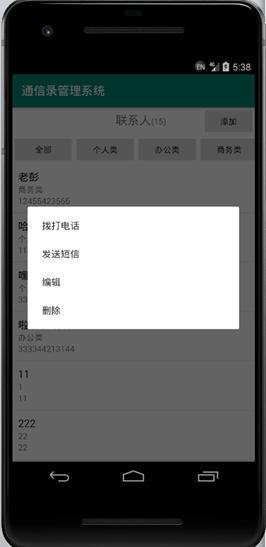 EN 4G 5:38
通信录管理系统
联系人(15)
添加
全部 个人类 办公类 商务类
老彭
商务类
12455423566
哈
个
11
拨打电话
发送短信
编辑
删除
嘿
个
33
啦
办公类
333344213144
11
1
11
222
22
22